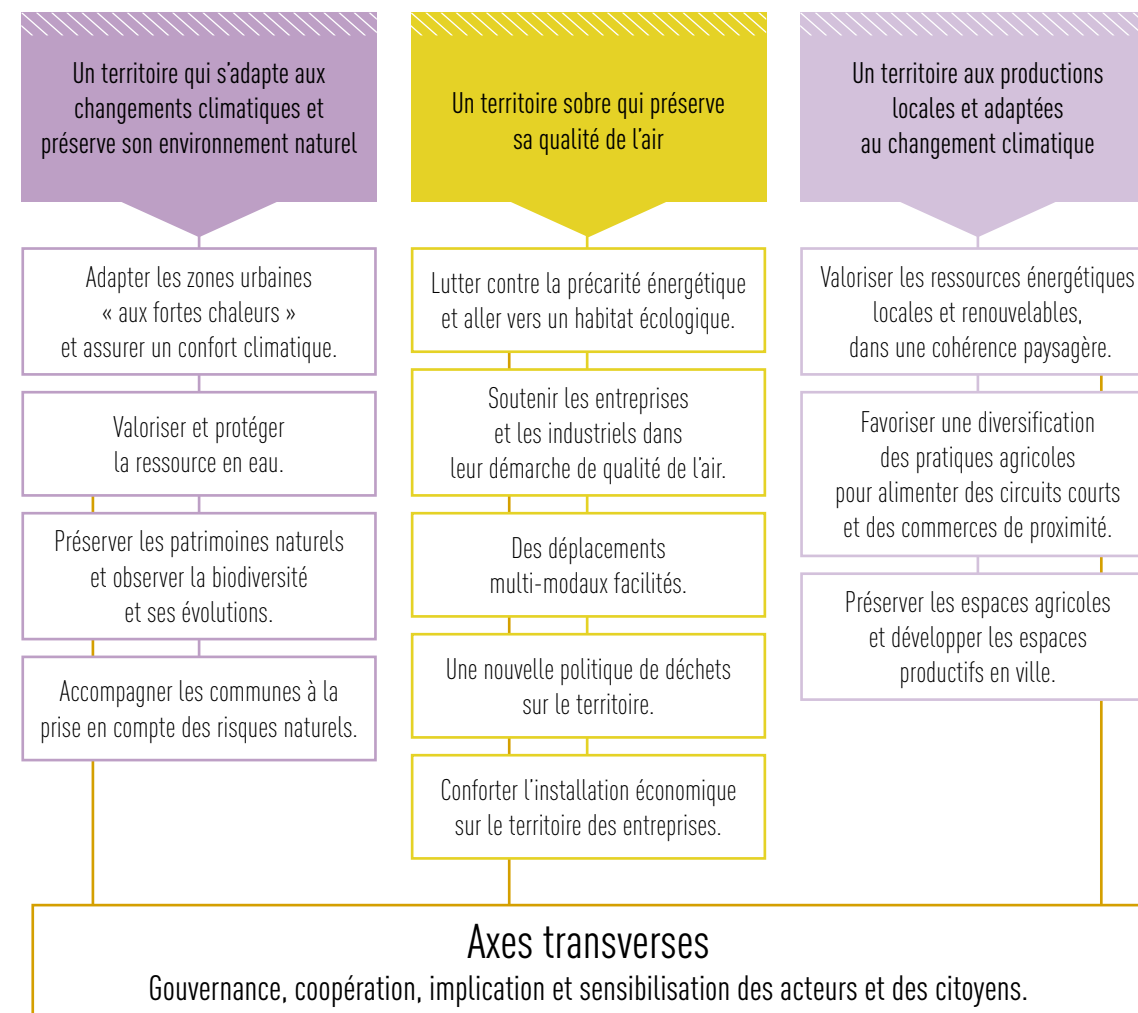 Un territoire qui s’adapte aux
changements climatiques et
préserve son environnement naturel
Adapter les zones urbaines
« aux fortes chaleurs »
et assurer un confort climatique.
Valoriser et protéger
la ressource en eau.
Préserver les patrimoines naturels
et observer la biodiversité
et ses évolutions.
Accompagner les communes à la
prise en compte des risques naturels.
Un territoire sobre qui préserve
sa qualité de l’air
Lutter contre la précarité énergétique
et aller vers un habitat écologique.
Soutenir les entreprises
et les industriels dans
leur démarche de qualité de l’air.
Des déplacements
multi-modaux facilités.
Une nouvelle politique de déchets
sur le territoire.
Conforter l’installation économique
sur le territoire des entreprises.
Un territoire aux productions
locales et adaptées
au changement climatique
Valoriser les ressources énergétiques
locales et renouvelables,
dans une cohérence paysagère.
Favoriser une diversification
des pratiques agricoles
pour alimenter des circuits courts
et des commerces de proximité.
Préserver les espaces agricoles
et développer les espaces
productifs en ville.
Axes transverses
Gouvernance, coopération, implication et sensibilisation des acteurs et des citoyens.